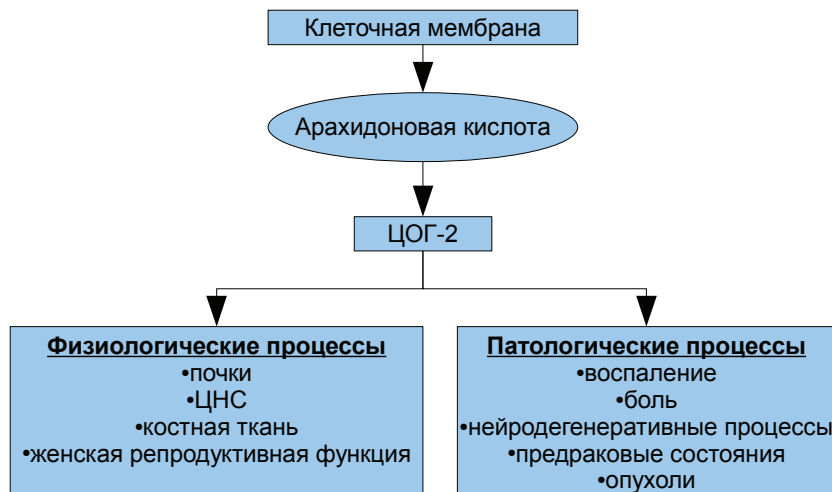 Клеточная мембрана
Арахидоновая кислота
ЦОГ-2
Физиологические процессы
•почки
•ЦНС
•костная ткань
•женская репродуктивная функция
Патологические процессы
•воспаление
•боль
•нейродегенеративные процессы
•предраковые состояния
•опухоли